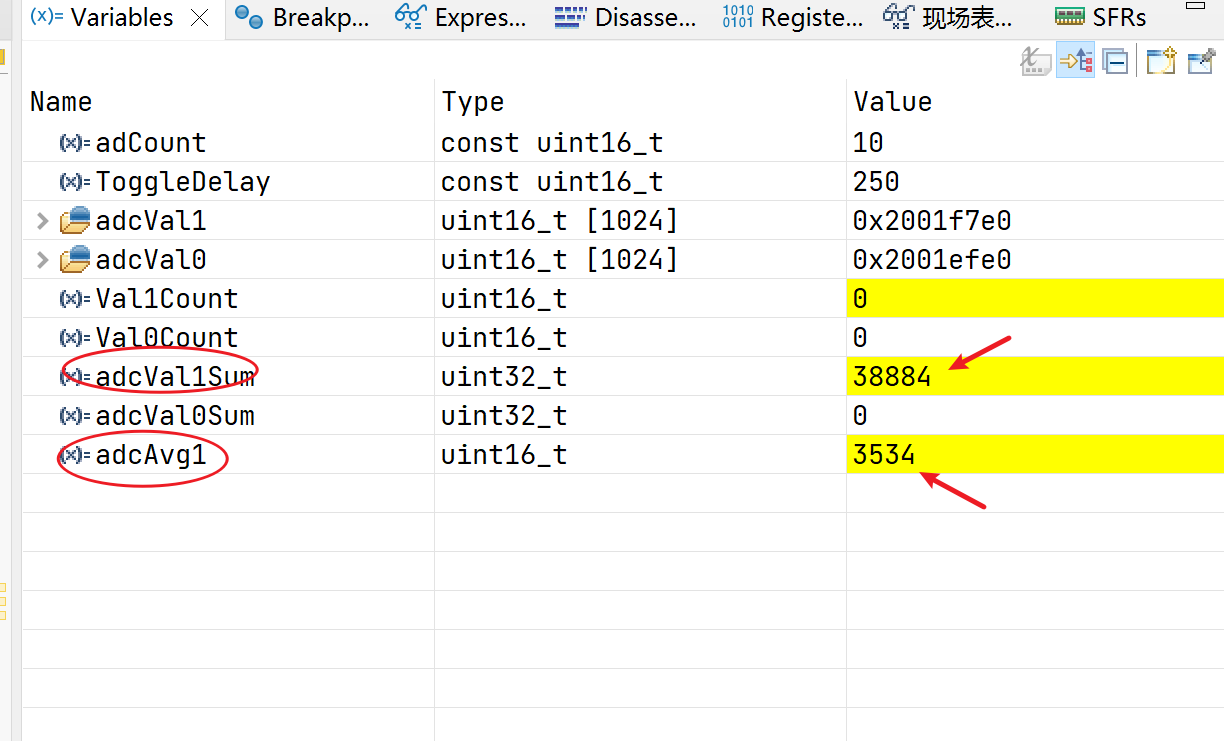 (x)= Variables Breakp... Expres... Disasse... 1010 0101 Registe... 现场表... SFRs
Name Type Value
(x)= adCount const uint16_t 10
(x)= ToggleDelay const uint16_t 250
adcVal1 uint16_t [1024] 0x2001f7e0
adcVal0 uint16_t [1024] 0x2001efe0
(x)= Val1Count uint16_t 0
(x)= Val0Count uint16_t 0
(x)= adcVal1Sum uint32_t 38884
(x)= adcVal0Sum uint32_t 0
(x)= adcAvg1 uint16_t 3534